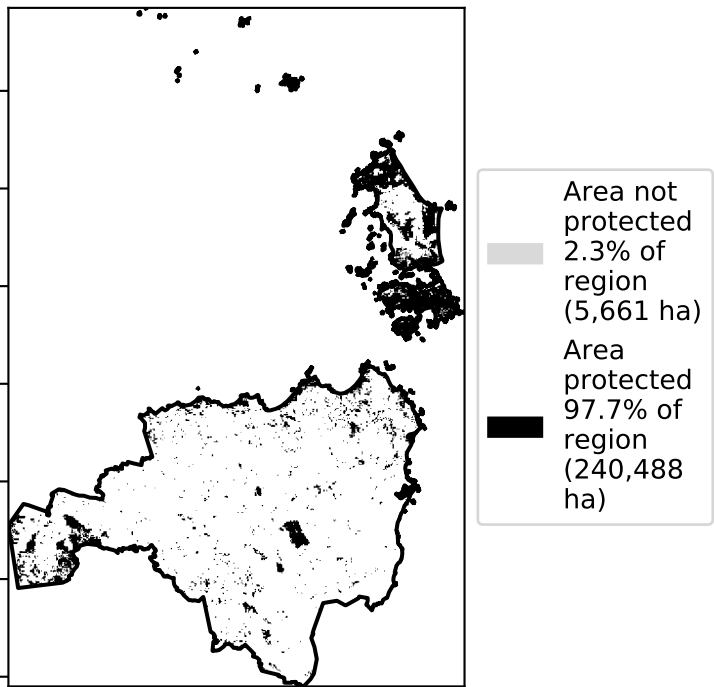 Area not
protected
2.3% of
region
(5,661 ha)
Area
protected
97.7% of
region
(240,488
ha)